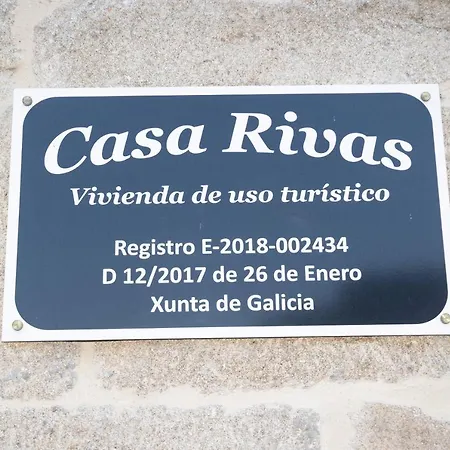 Casa Rivas
Vivienda de uso turístico
Registro E-2018-002434
D 12/2017 de 26 de Enero
Xunta de Galicia